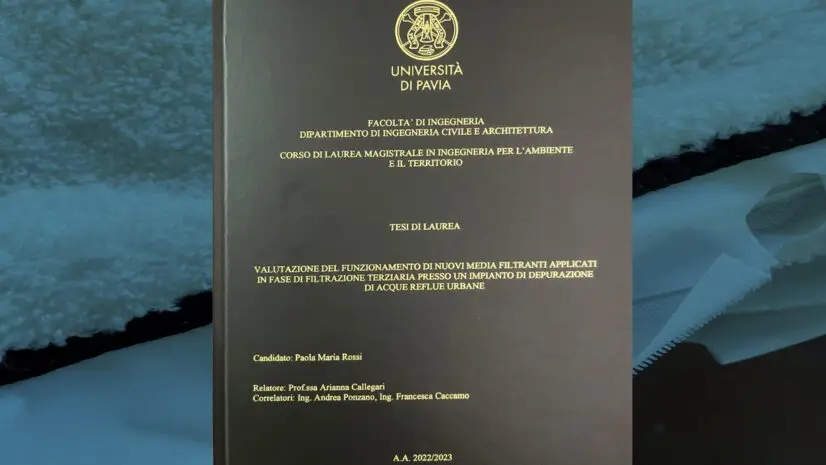 UNIVERSITÀ
DI PAVIA
FACOLTA' DI INGEGNERIA
DIPARTIMENTO DI INGEGNERIA CIVILE E ARCHITETTURA
CORSO DI LAUREA MAGISTRALE IN INGEGNERIA PER L'AMBIENTE
E IL TERRITORIO
TESI DI LAUREA
VALUTAZIONE DEL FUNZIONAMENTO DI NUOVI MEDIA FILTRANTI APPLICATI
IN FASE DI FILTRAZIONE TERZIARIA PRESSO UN IMPIANTO DI DEPURAZIONE
DI ACQUE REFLUE URBANE
Candidato: Paola Maria Rossi
Relatore: Prof.ssa Arianna Callegari
Correlatori: Ing. Andrea Ponzano, Ing. Francesca Caccamo
A.A. 2022/2023